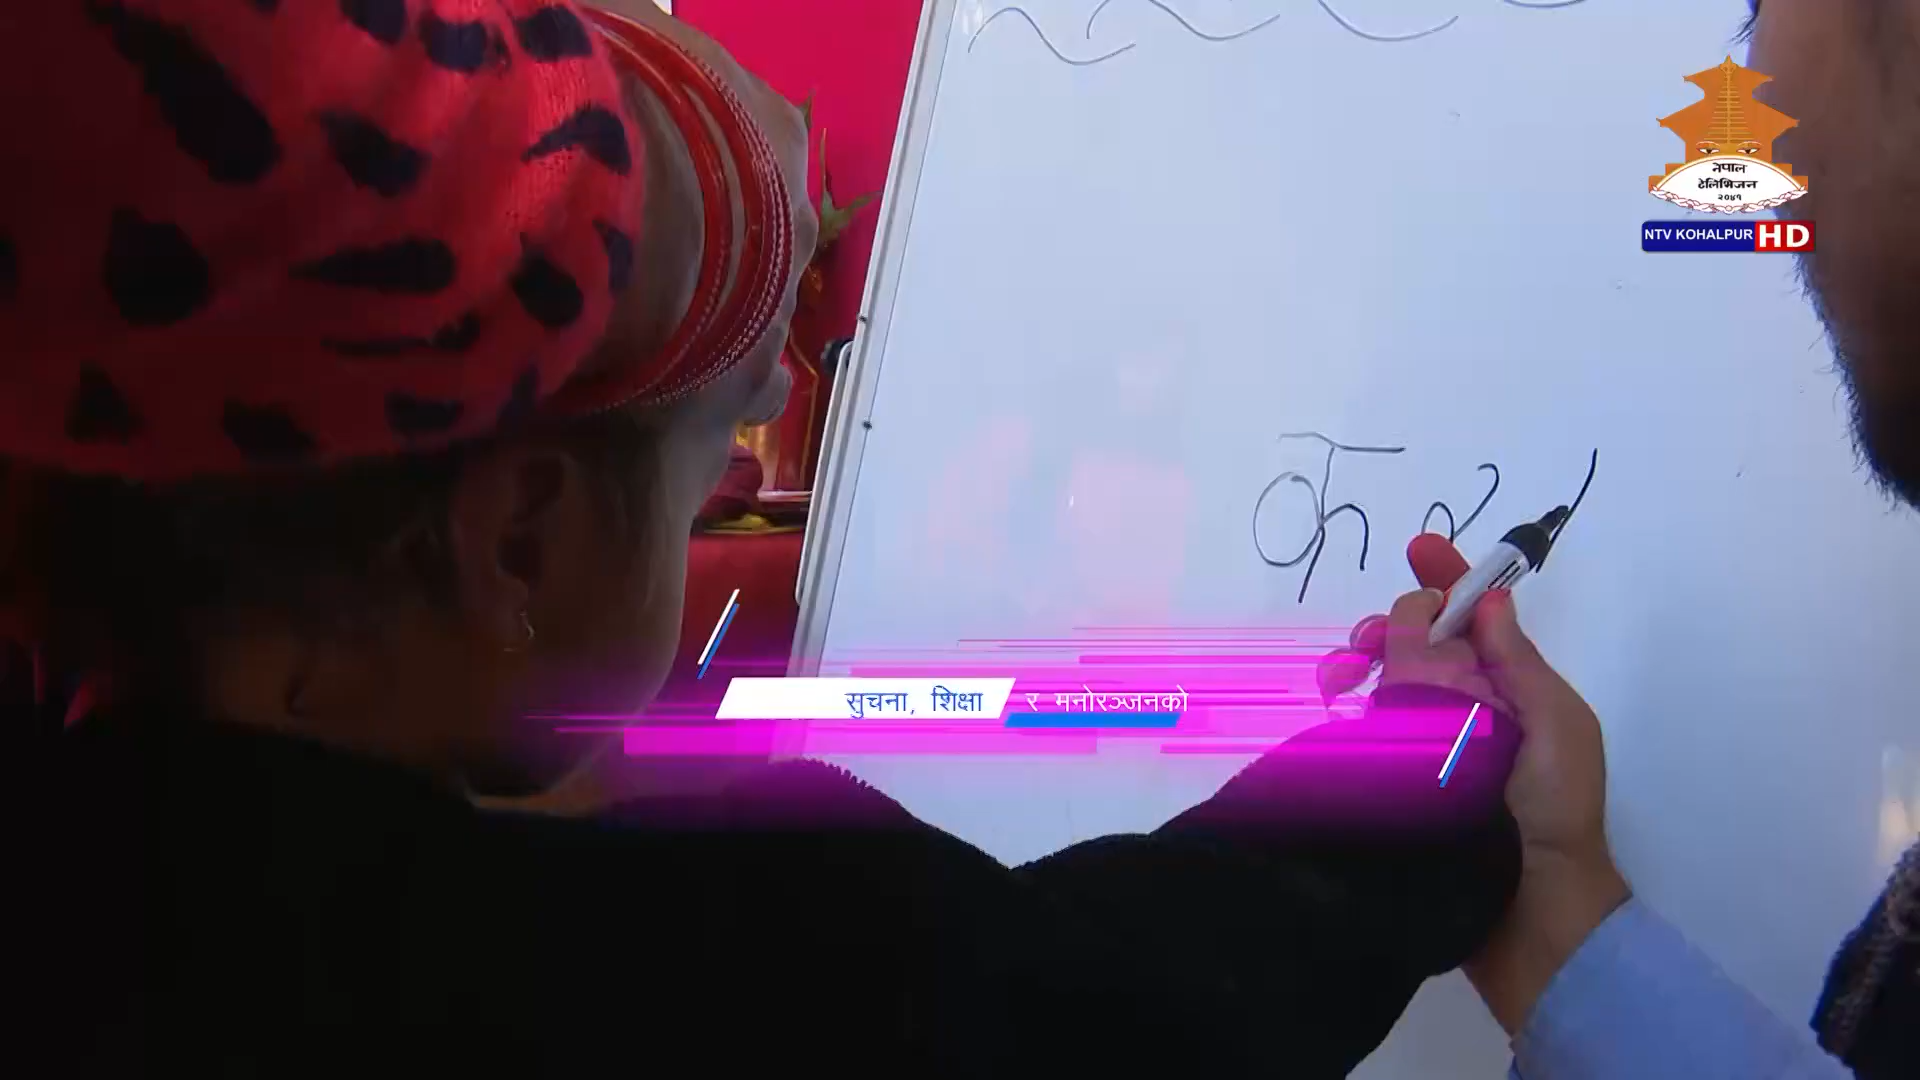 नेपाल
टेलिभिजन
२०४१
NTV KOHALPUR HD
क
सुचना, शिक्षा र मनोरञ्जनको